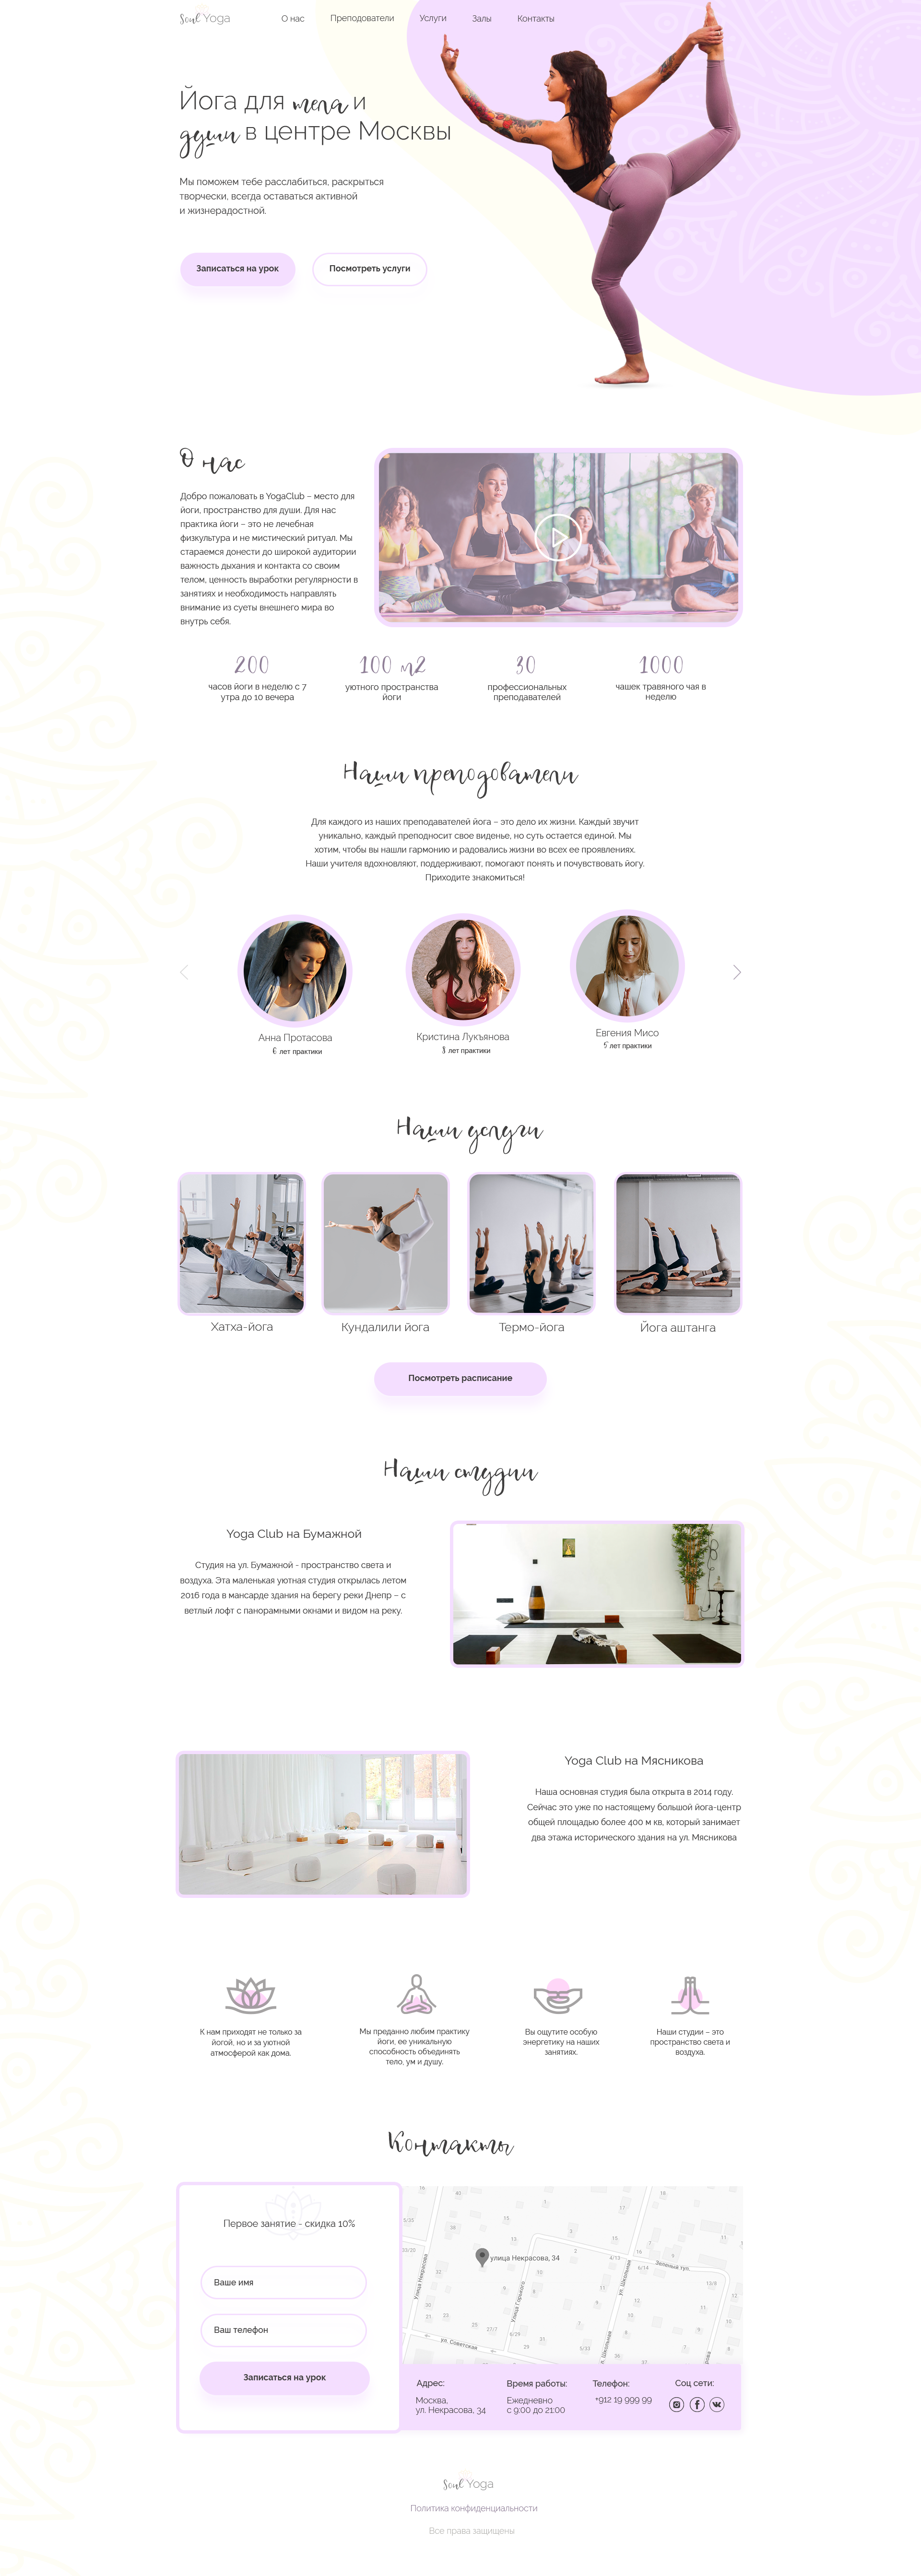 Soul Yoga
О нас
Преподователи
Услуги
Залы
Контакты
Йога для тела и
души в центре Москвы
Мы поможем тебе расслабиться, раскрыться
творчески, всегда оставаться активной
и жизнерадостной.
Записаться на урок
Посмотреть услуги
О нас
Добро пожаловать в YogaClub – место для
йоги, пространство для души. Для нас
практика йоги – это не лечебная
физкультура и не мистический ритуал. Мы
стараемся донести до широкой аудитории
важность дыхания и контакта со своим
телом, ценность выработки регулярности в
занятиях и необходимость направлять
внимание из суеты внешнего мира во
внутрь себя.
200
часов йоги в неделю с 7
утра до 10 вечера
100 м2
уютного пространства
йоги
30
профессиональных
преподавателей
1000
чашек травяного чая в
неделю
Наши преподователи
Для каждого из наших преподавателей йога – это дело их жизни. Каждый звучит
уникально, каждый преподносит свое виденье, но суть остается единой. Мы
хотим, чтобы вы нашли гармонию и радовались жизни во всех ее проявлениях.
Наши учителя вдохновляют, поддерживают, помогают понять и почувствовать йогу.
Приходите знакомиться!
Анна Протасова
6 лет практики
Кристина Лукъянова
8 лет практики
Евгения Мисо
5 лет практики
Наши услуги
Хатха-йога
Кундалили йога
Термо-йога
Йога аштанга
Посмотреть расписание
Наши студии
Yoga Club на Бумажной
Студия на ул. Бумажной - пространство света и
воздуха. Эта маленькая уютная студия открылась летом
2016 года в мансарде здания на берегу реки Днепр – с
ветлый лофт с панорамными окнами и видом на реку.
Yoga Club на Мясникова
Наша основная студия была открыта в 2014 году.
Сейчас это уже по настоящему большой йога-центр
общей площадью более 400 м кв, который занимает
два этажа исторического здания на ул. Мясникова
К нам приходят не только за
йогой, но и за уютной
атмосферой как дома.
Мы преданно любим практику
йоги, ее уникальную
способность объединять
тело, ум и душу.
Вы ощутите особую
энергетику на наших
занятиях.
Наши студии – это
пространство света и
воздуха.
Контакты
Первое занятие - скидка 10%
Ваше имя
Ваш телефон
Записаться на урок
улица Некрасова, 34
Улица Некрасова
Улица Горького
ул. Школьная
Зеленый туп.
ул. Советская
ул. Школьная
Адрес:
Москва,
ул. Некрасова, 34
Время работы:
Ежедневно
с 9:00 до 21:00
Телефон:
+912 19 999 99
Соц сети:
Soul Yoga
Политика конфиденциальности
Все права защищены